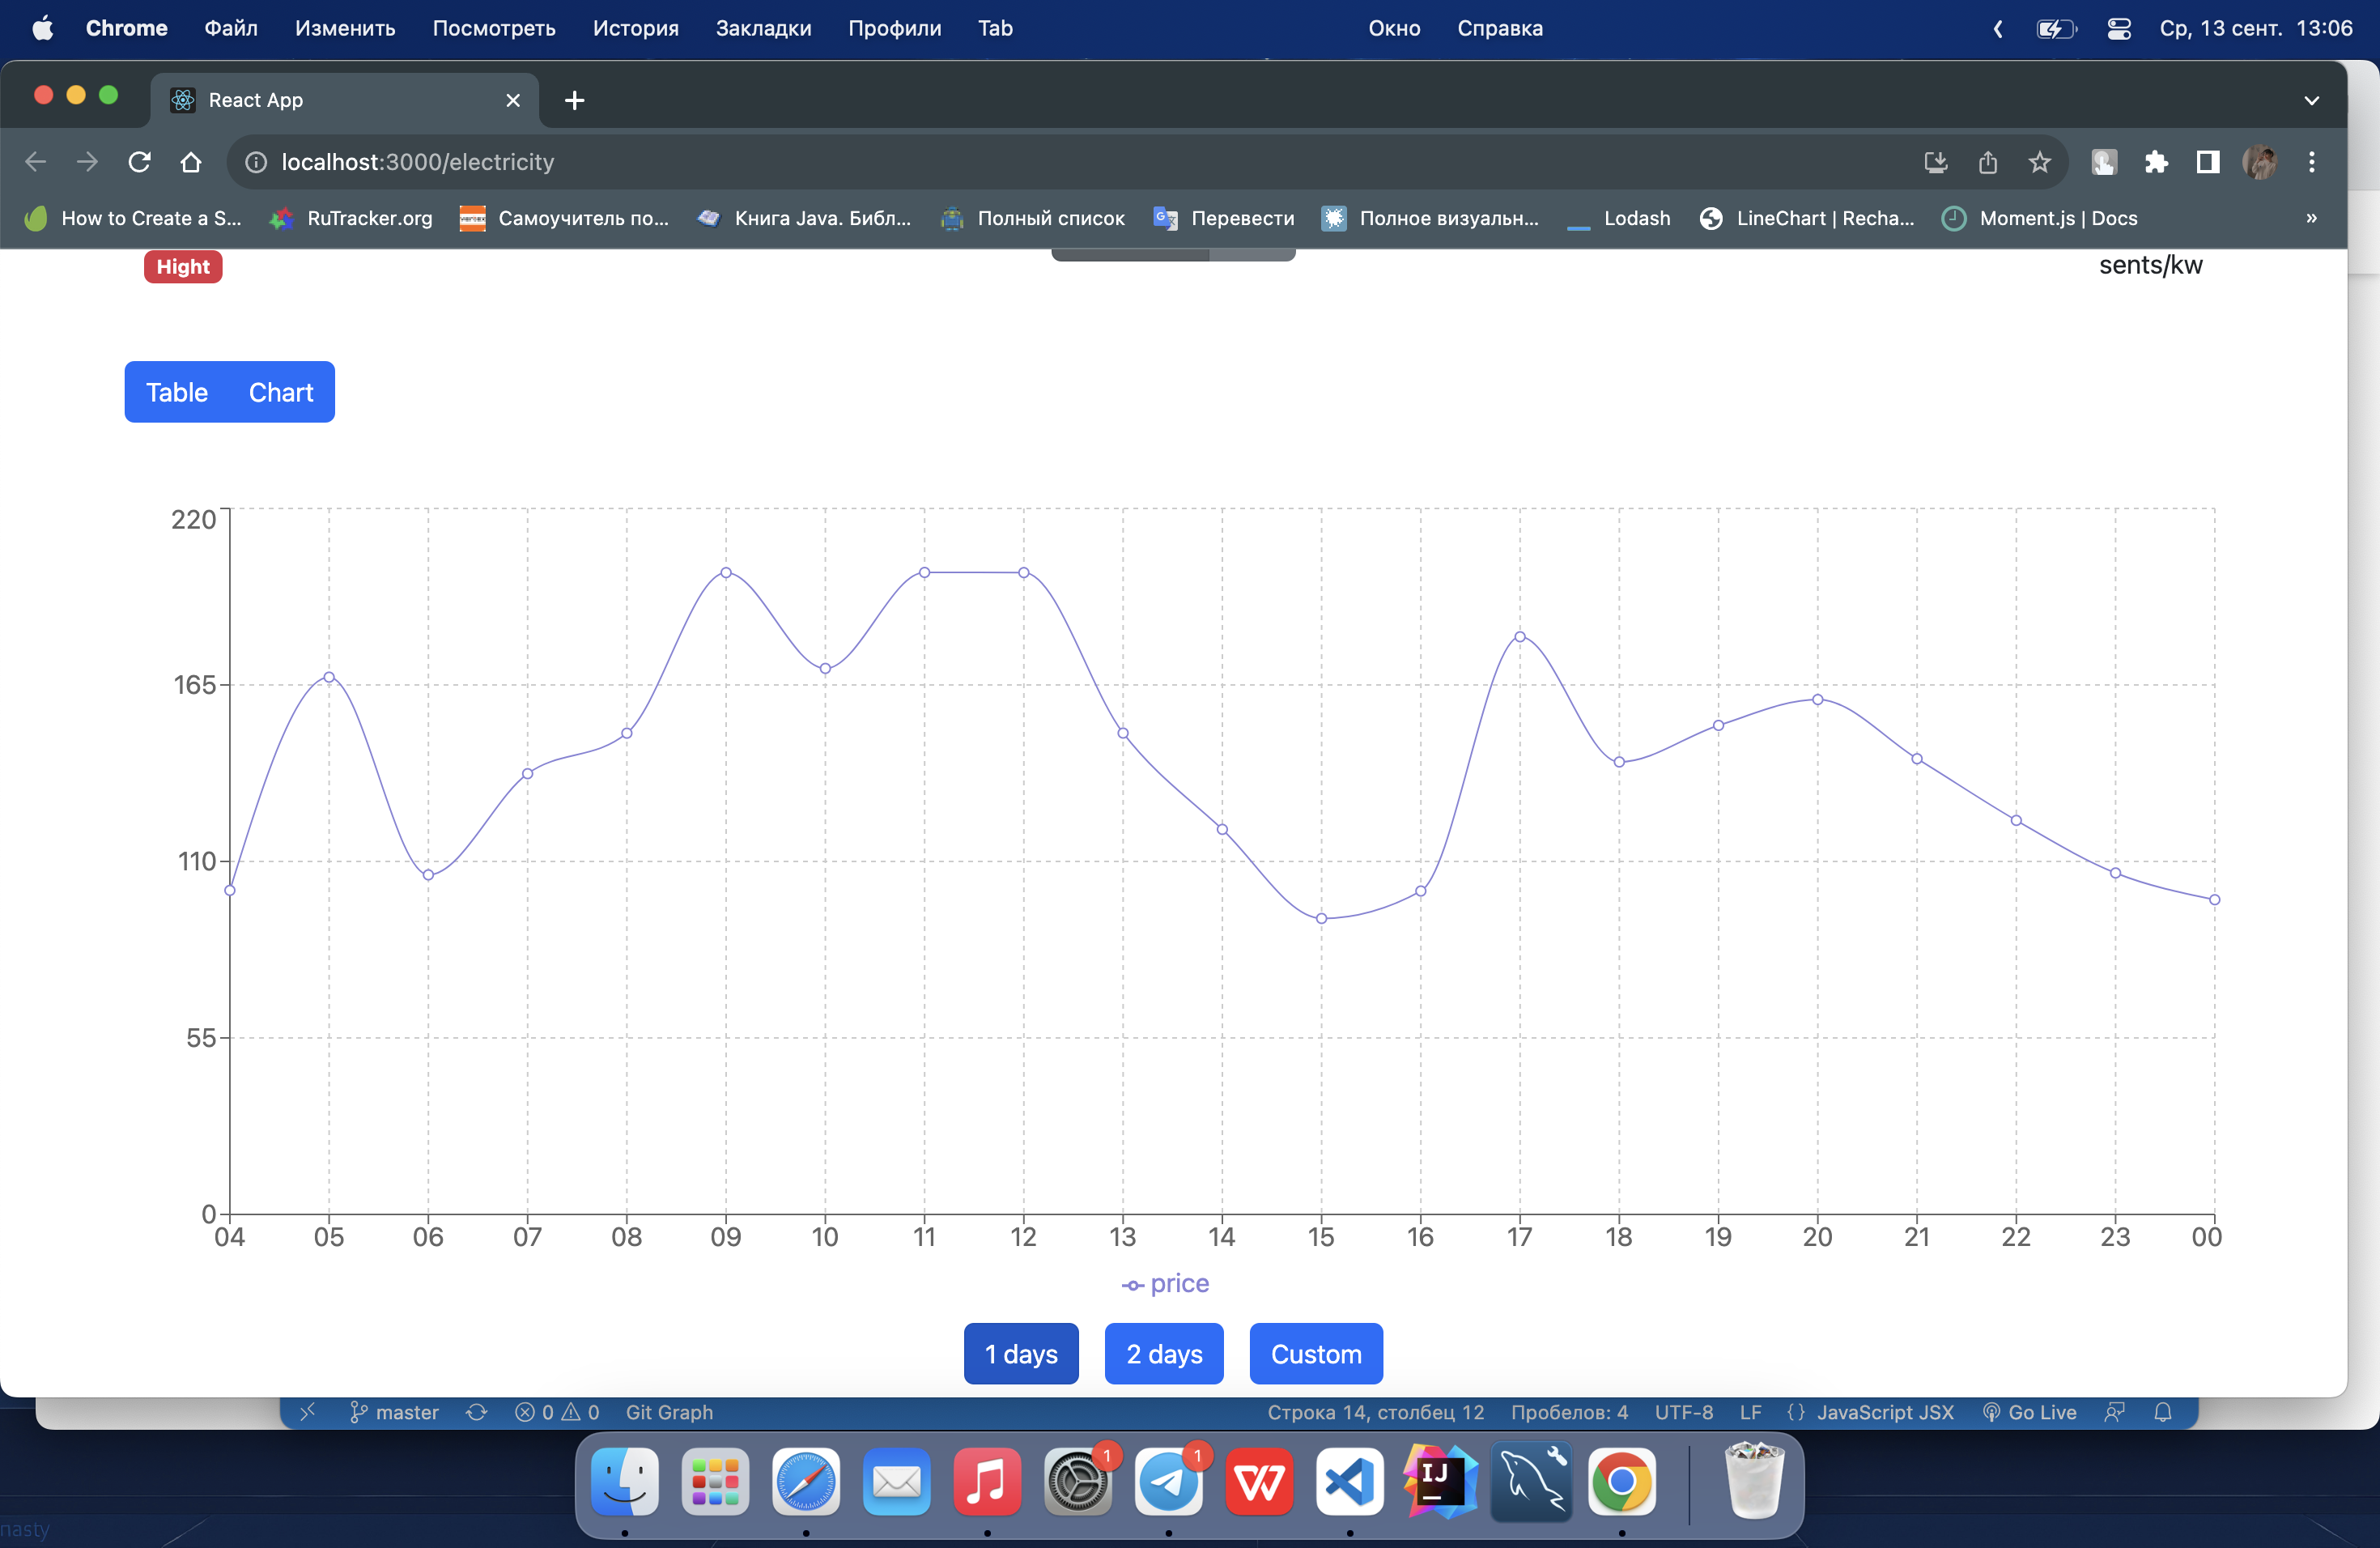 Chrome Файл Изменить Посмотреть История Закладки Профили Tab Окно Справка Ср, 13 сент. 13:06
React App
localhost:3000/electricity
How to Create a S... RuTracker.org Самоучитель по... Книга Java. Библ... Полный список Перевести Полное визуальн... Lodash LineChart | Recha... Moment.js | Docs »
Hight sents/kw
Table Chart
220
165
110
55
0
04 05 06 07 08 09 10 11 12 13 14 15 16 17 18 19 20 21 22 23 00
price
1 days 2 days Custom
master 0 0 Git Graph Строка 14, столбец 12 Пробелов: 4 UTF-8 LF {} JavaScript JSX Go Live
1 1 IJ
nasty